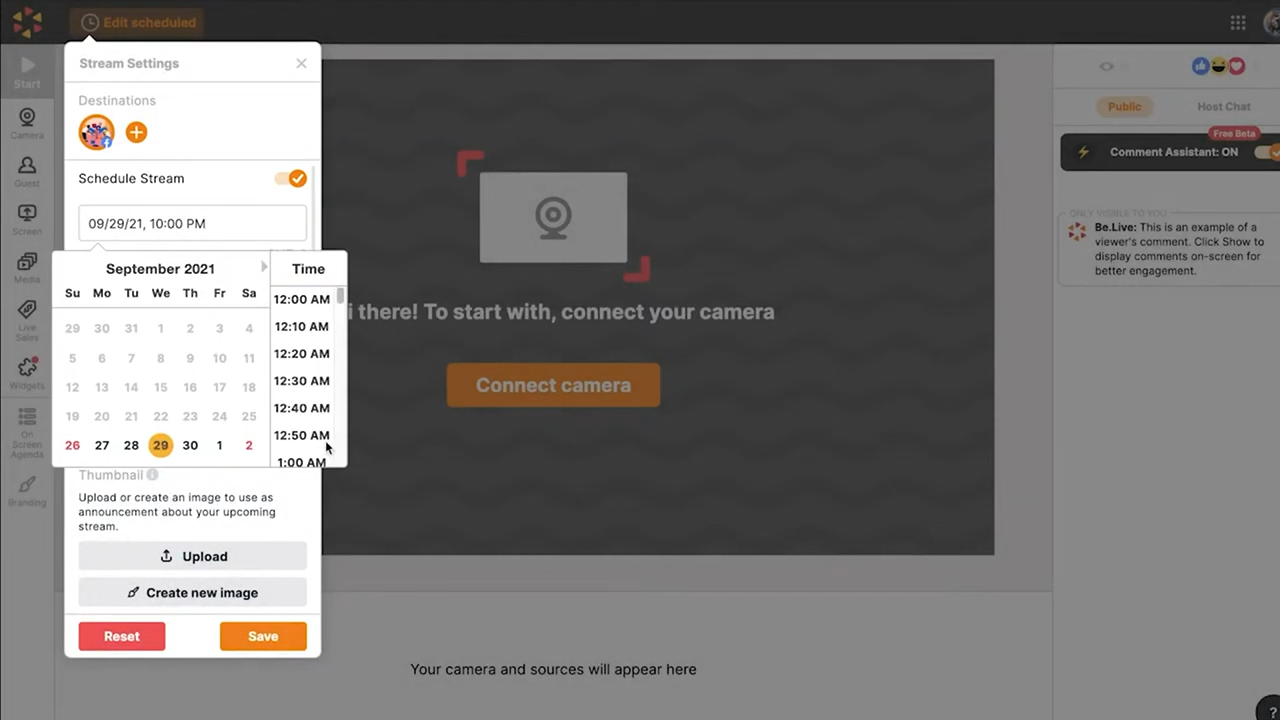 Edit scheduled
Stream Settings
Destinations
Schedule Stream
09/29/21, 10:00 PM
September 2021
Time
Su Mo Tu We Th Fr Sa
29 30 31 1 2 3 4
5 6 7 8 9 10 11
12 13 14 15 16 17 18
19 20 21 22 23 24 25
26 27 28 29 30 1 2
12:00 AM
12:10 AM
12:20 AM
12:30 AM
12:40 AM
12:50 AM
1:00 AM
Thumbnail
Upload or create an image to use as
announcement about your upcoming
stream.
Upload
Create new image
Reset
Save
Start
Camera
Guest
Screen
Media
Live
Sales
Widgets
On
Screen
Agenda
Branding
i there! To start with, connect your camera
Connect camera
Your camera and sources will appear here
Public
Host Chat
Free Beta
Comment Assistant: ON
ONLY VISIBLE TO YOU
Be.Live: This is an example of a
viewer's comment. Click Show to
display comments on-screen for
better engagement.
?